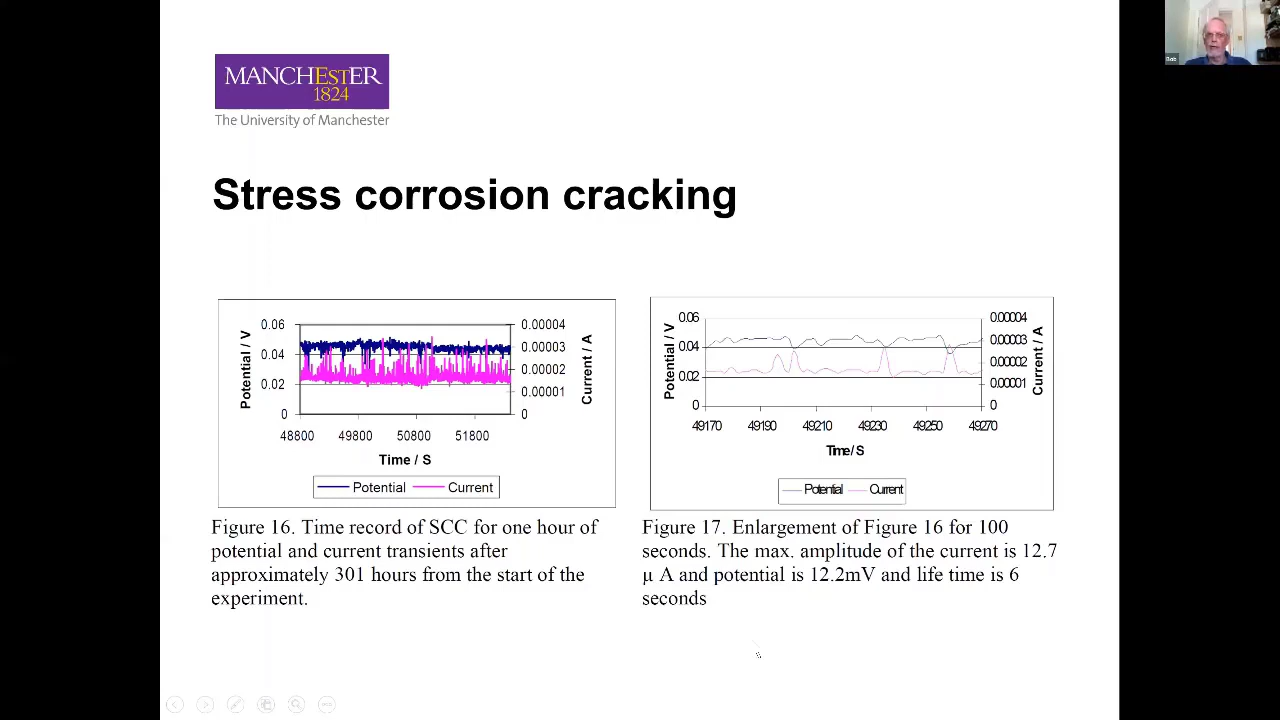 Bob
MANCHESTER
1824
The University of Manchester
Stress corrosion cracking
0.06
0.04
0.02
0
Potential / V
0.00004
0.00003
0.00002
0.00001
0
Current / A
48800 49800 50800 51800
Time / S
Potential Current
Figure 16. Time record of SCC for one hour of
potential and current transients after
approximately 301 hours from the start of the
experiment.
0.06
0.04
0.02
0
Potential / V
0.00004
0.00003
0.00002
0.00001
0
Current / A
49170 49190 49210 49230 49250 49270
Time / S
Potential Current
Figure 17. Enlargement of Figure 16 for 100
seconds. The max. amplitude of the current is 12.7
µ A and potential is 12.2mV and life time is 6
seconds